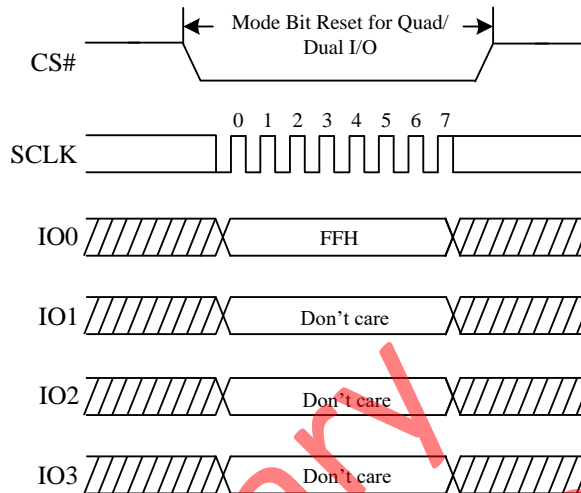 Mode Bit Reset for Quad/
Dual I/O
CS#
0 1 2 3 4 5 6 7
SCLK
IO0 FFH
IO1 Don't care
IO2 Don't care
IO3 Don't care